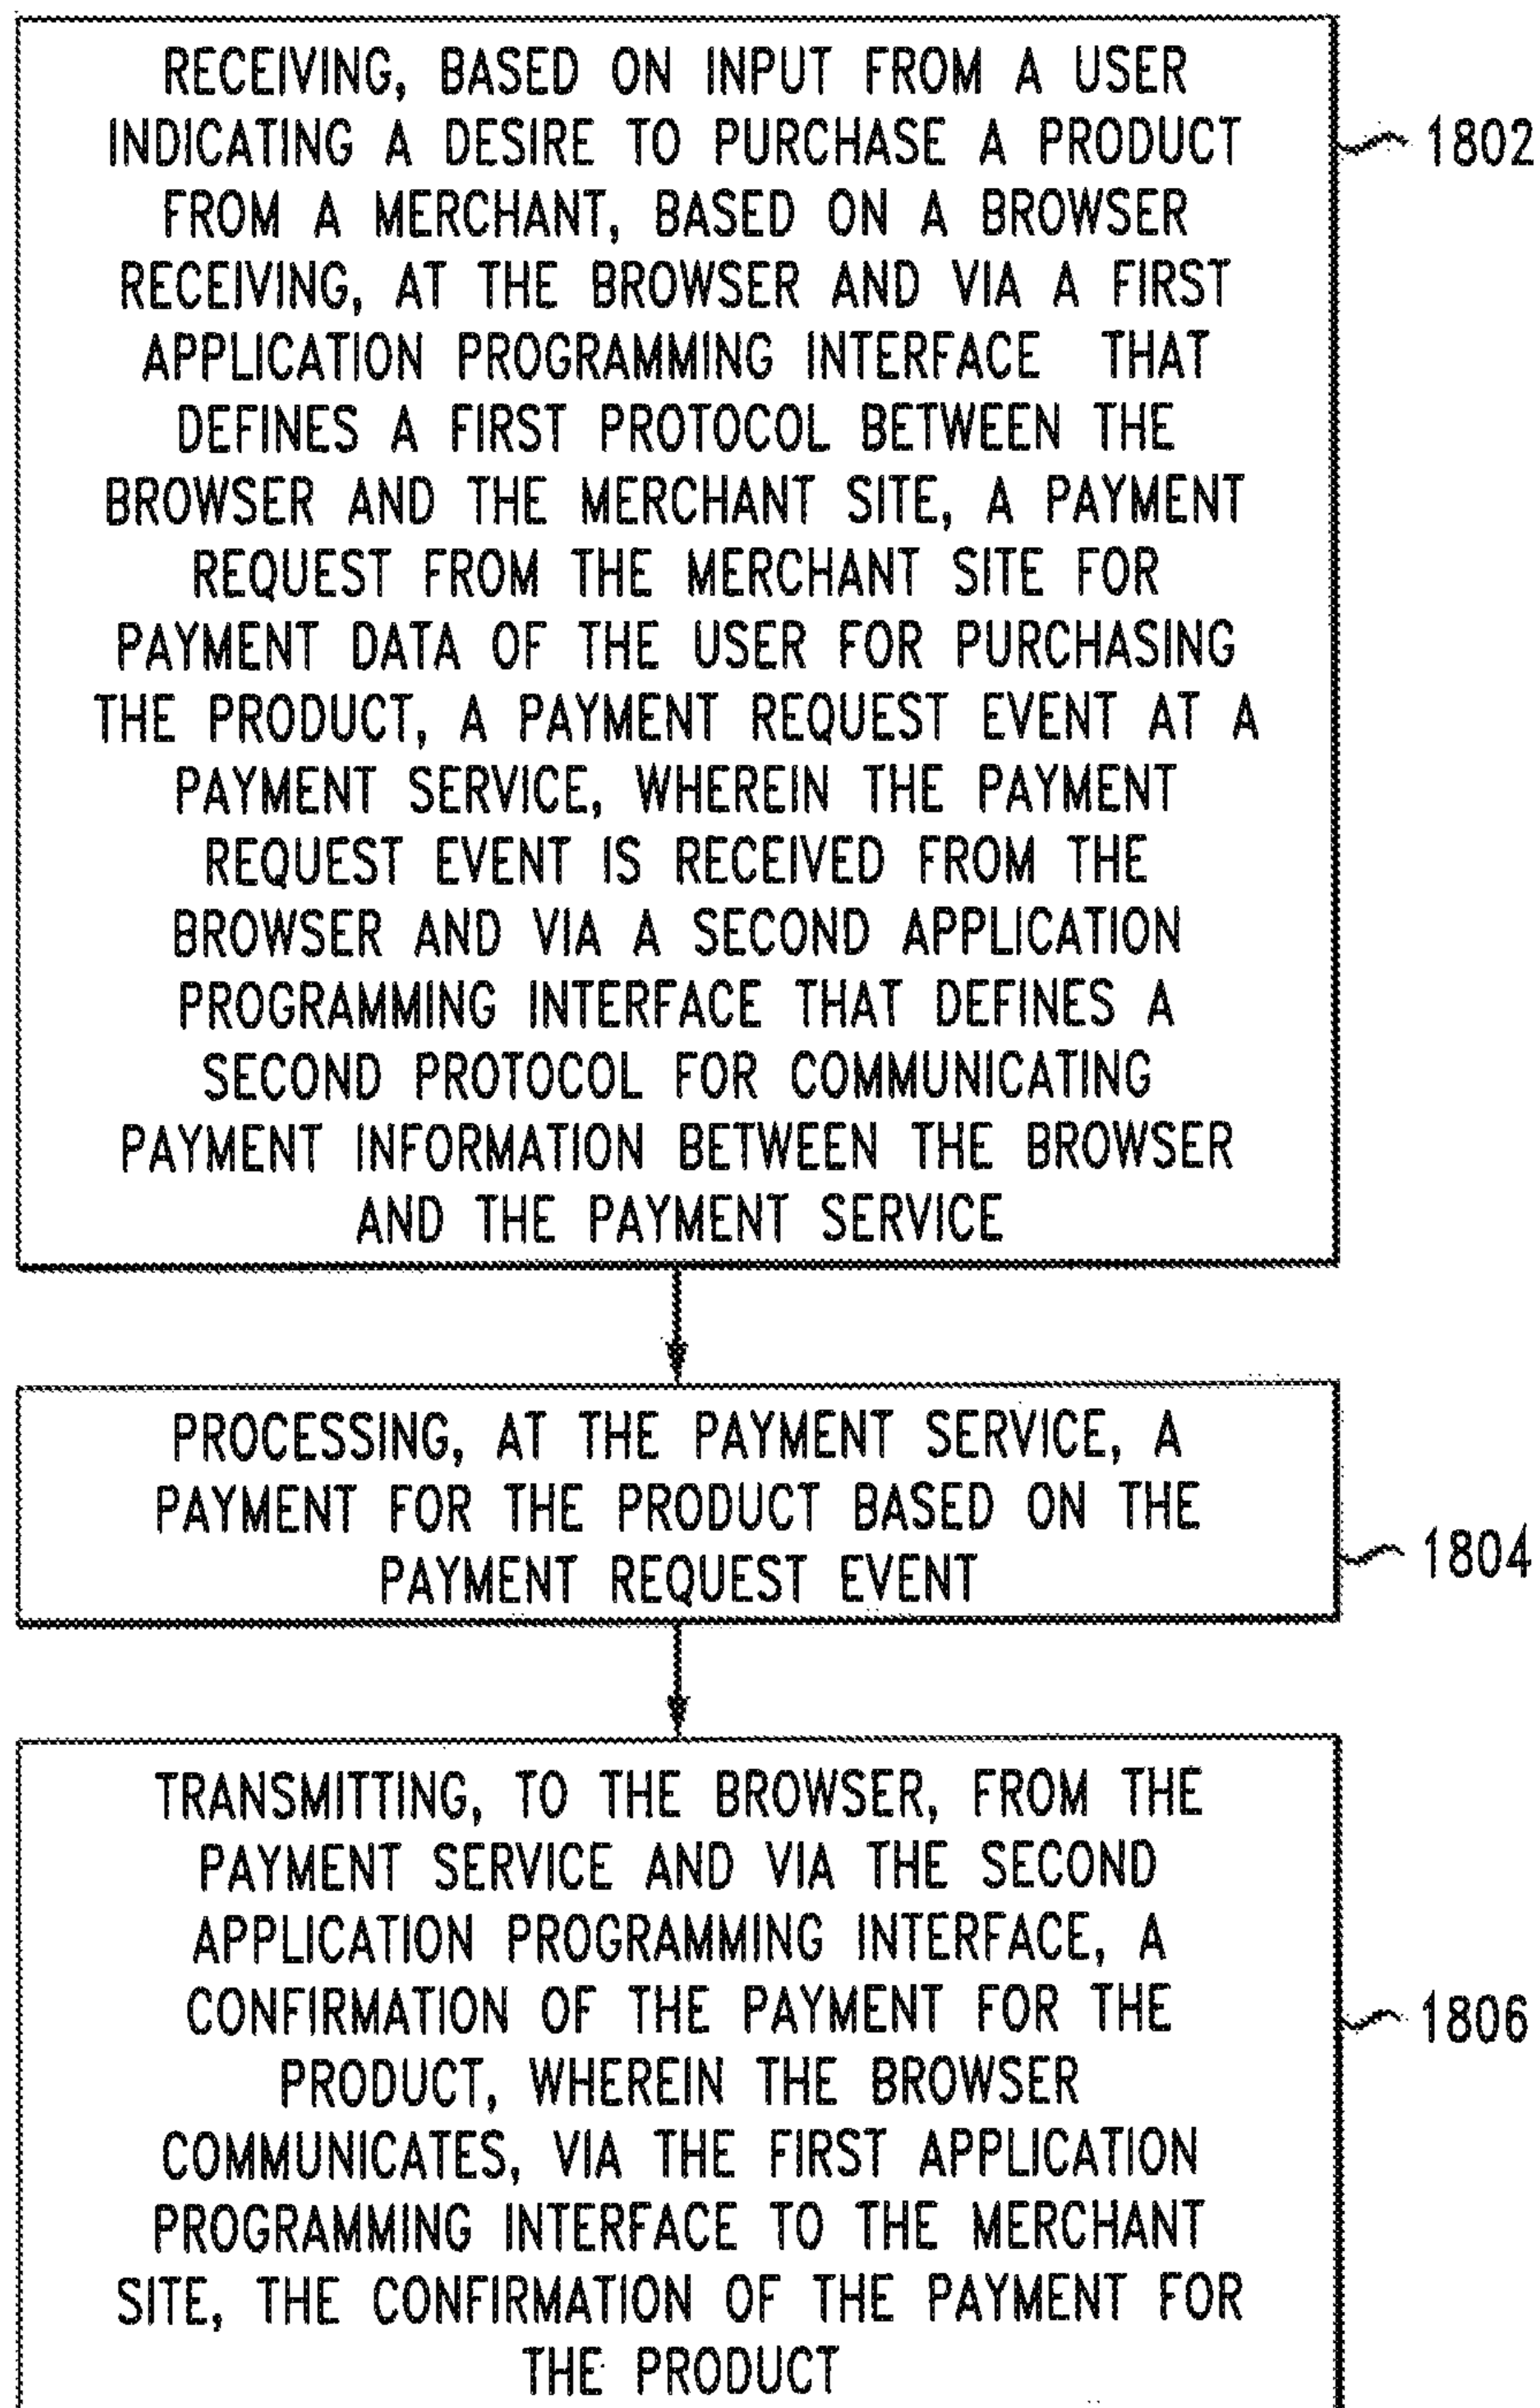 RECEIVING, BASED ON INPUT FROM A USER
INDICATING A DESIRE TO PURCHASE A PRODUCT
FROM A MERCHANT, BASED ON A BROWSER
RECEIVING, AT THE BROWSER AND VIA A FIRST
APPLICATION PROGRAMMING INTERFACE THAT
DEFINES A FIRST PROTOCOL BETWEEN THE
BROWSER AND THE MERCHANT SITE, A PAYMENT
REQUEST FROM THE MERCHANT SITE FOR
PAYMENT DATA OF THE USER FOR PURCHASING
THE PRODUCT, A PAYMENT REQUEST EVENT AT A
PAYMENT SERVICE, WHEREIN THE PAYMENT
REQUEST EVENT IS RECEIVED FROM THE
BROWSER AND VIA A SECOND APPLICATION
PROGRAMMING INTERFACE THAT DEFINES A
SECOND PROTOCOL FOR COMMUNICATING
PAYMENT INFORMATION BETWEEN THE BROWSER
AND THE PAYMENT SERVICE
1802
PROCESSING, AT THE PAYMENT SERVICE, A
PAYMENT FOR THE PRODUCT BASED ON THE
PAYMENT REQUEST EVENT
1804
TRANSMITTING, TO THE BROWSER, FROM THE
PAYMENT SERVICE AND VIA THE SECOND
APPLICATION PROGRAMMING INTERFACE, A
CONFIRMATION OF THE PAYMENT FOR THE
PRODUCT, WHEREIN THE BROWSER
COMMUNICATES, VIA THE FIRST APPLICATION
PROGRAMMING INTERFACE TO THE MERCHANT
SITE, THE CONFIRMATION OF THE PAYMENT FOR
THE PRODUCT
1806